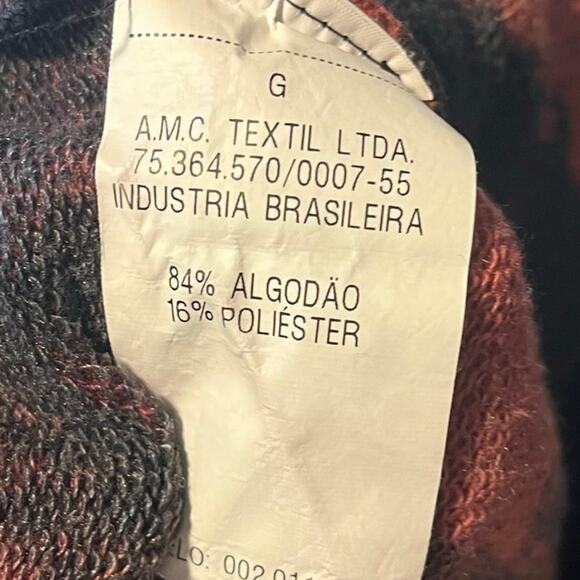 G
A.M.C. TEXTIL LTDA.
75.364.570/0007-55
INDUSTRIA BRASILEIRA
84% ALGODÃO
16% POLIÉSTER